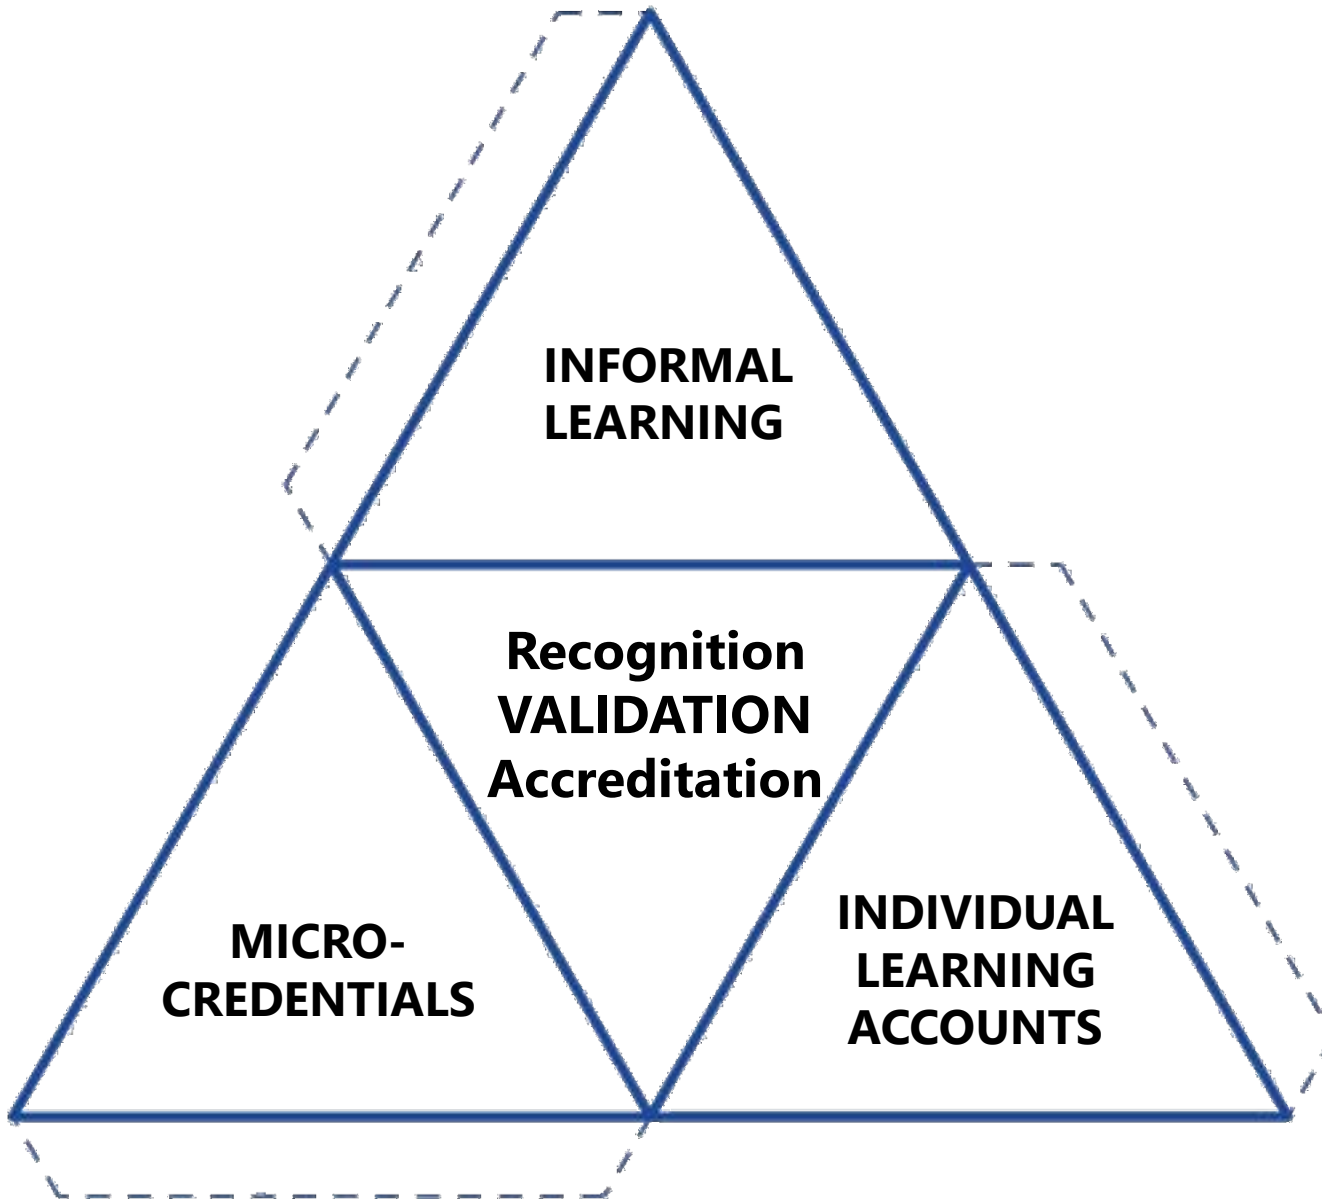 INFORMAL
LEARNING
Recognition
VALIDATION
Accreditation
MICRO-
CREDENTIALS
INDIVIDUAL
LEARNING
ACCOUNTS